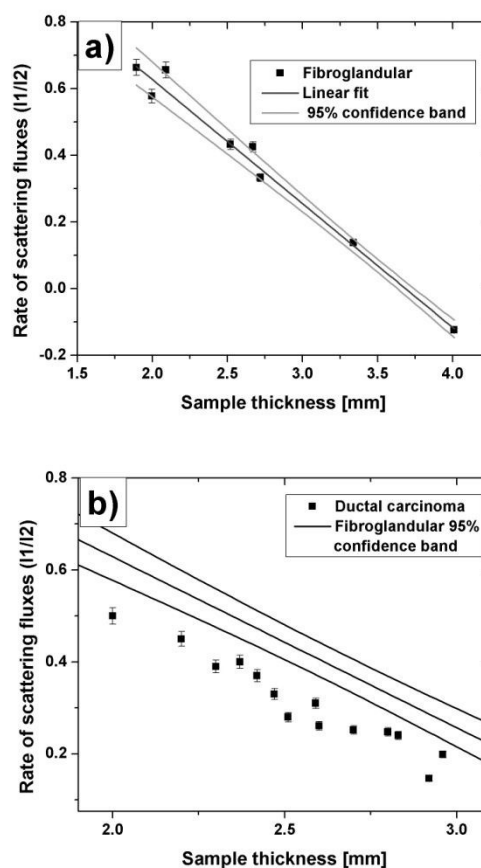 a)
Fibroglandular
Linear fit
95% confidence band
Rate of scattering fluxes (I1/I2)
0.8
0.6
0.4
0.2
0.0
-0.2
1.5 2.0 2.5 3.0 3.5 4.0
Sample thickness [mm]
b)
Ductal carcinoma
Fibroglandular 95%
confidence band
Rate of scattering fluxes (I1/I2)
0.8
0.6
0.4
0.2
2.0 2.5 3.0
Sample thickness [mm]